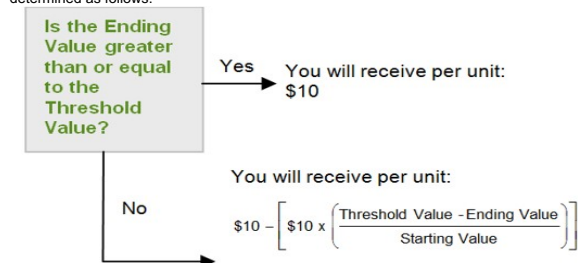 determined as follows:
Is the Ending
Value greater
than or equal
to the
Threshold
Value?
Yes
You will receive per unit:
$10
No
You will receive per unit:
$10 - [ $10 x ( Threshold Value - Ending Value
Starting Value ) ]